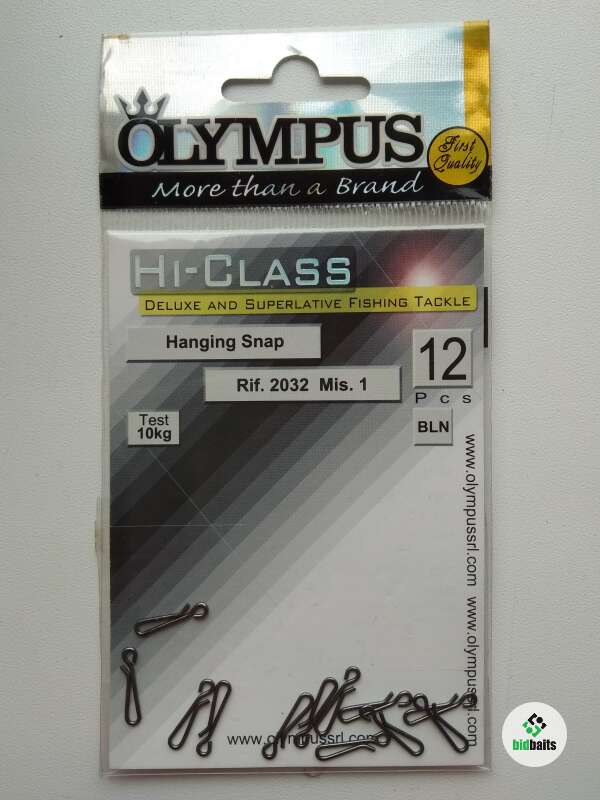 OLYMPUS
First
Quality
More than a Brand
HI-CLASS
DELUXE AND SUPERLATIVE FISHING TACKLE
Hanging Snap
12
Pcs
Rif. 2032 Mis. 1
Test
10kg
BLN
www.olympussrl.com www.olympussrl.com
www.olympussrl.com
bidbaits